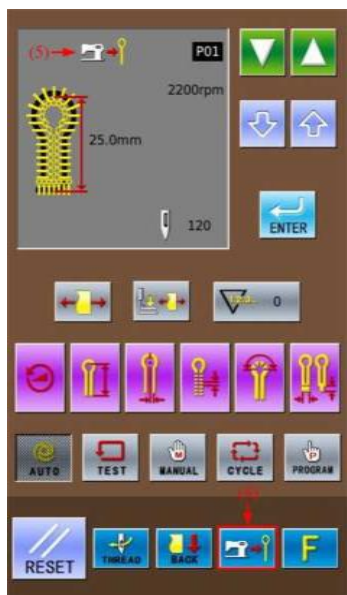 (5)
P01
2200rpm
25.0mm
120
ENTER
0
AUTO
TEST
M
MANUAL
CYCLE
P
PROGRAM
RESET
THREAD
BACK
F